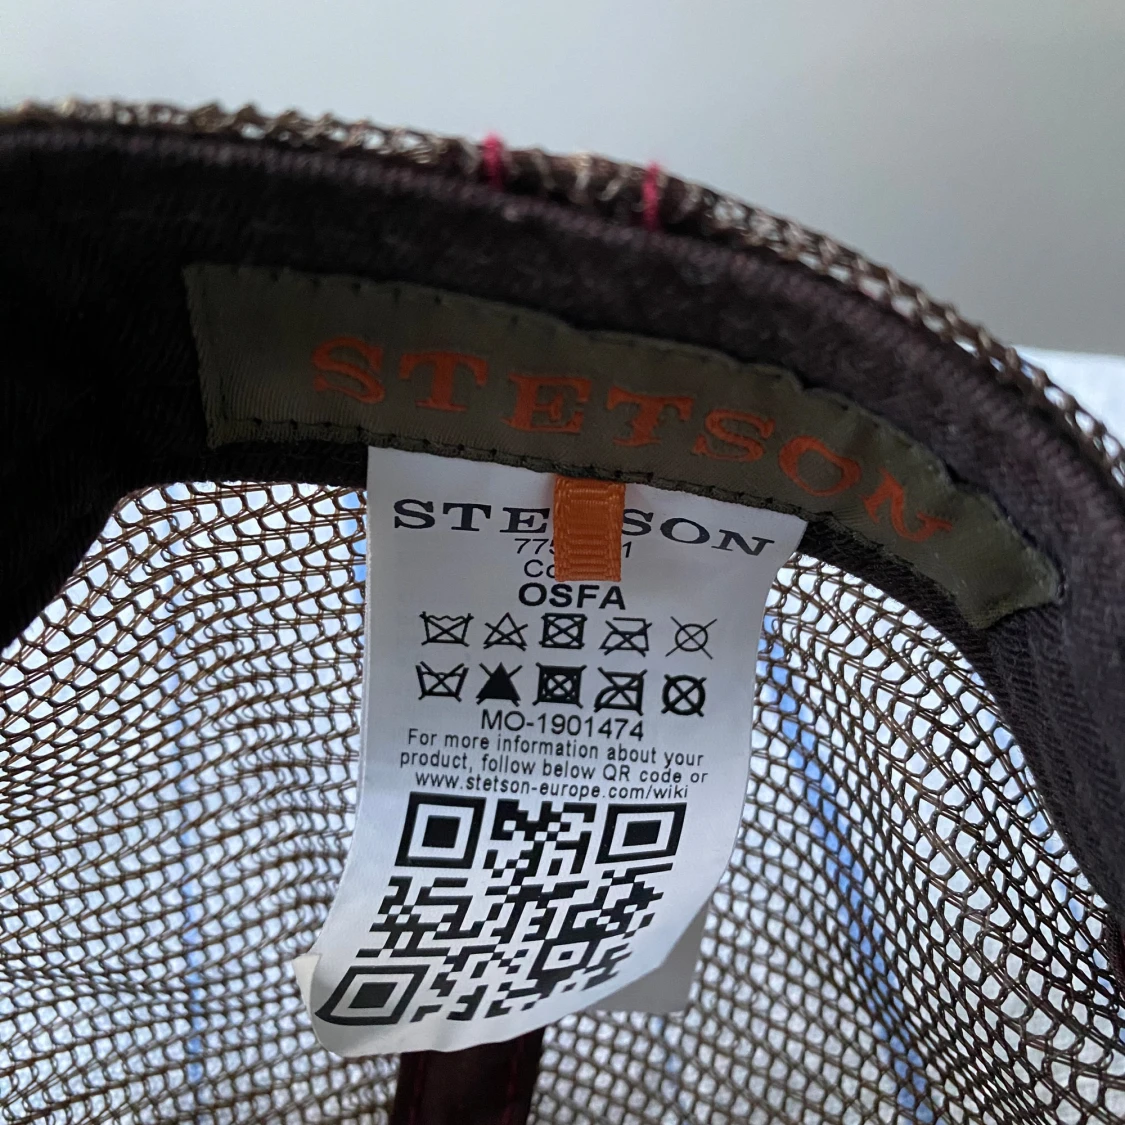 STETSON
STETSON
OSFA
MO-1901474
For more information about your
product, follow below QR code or
www.stetson-europe.com/wiki